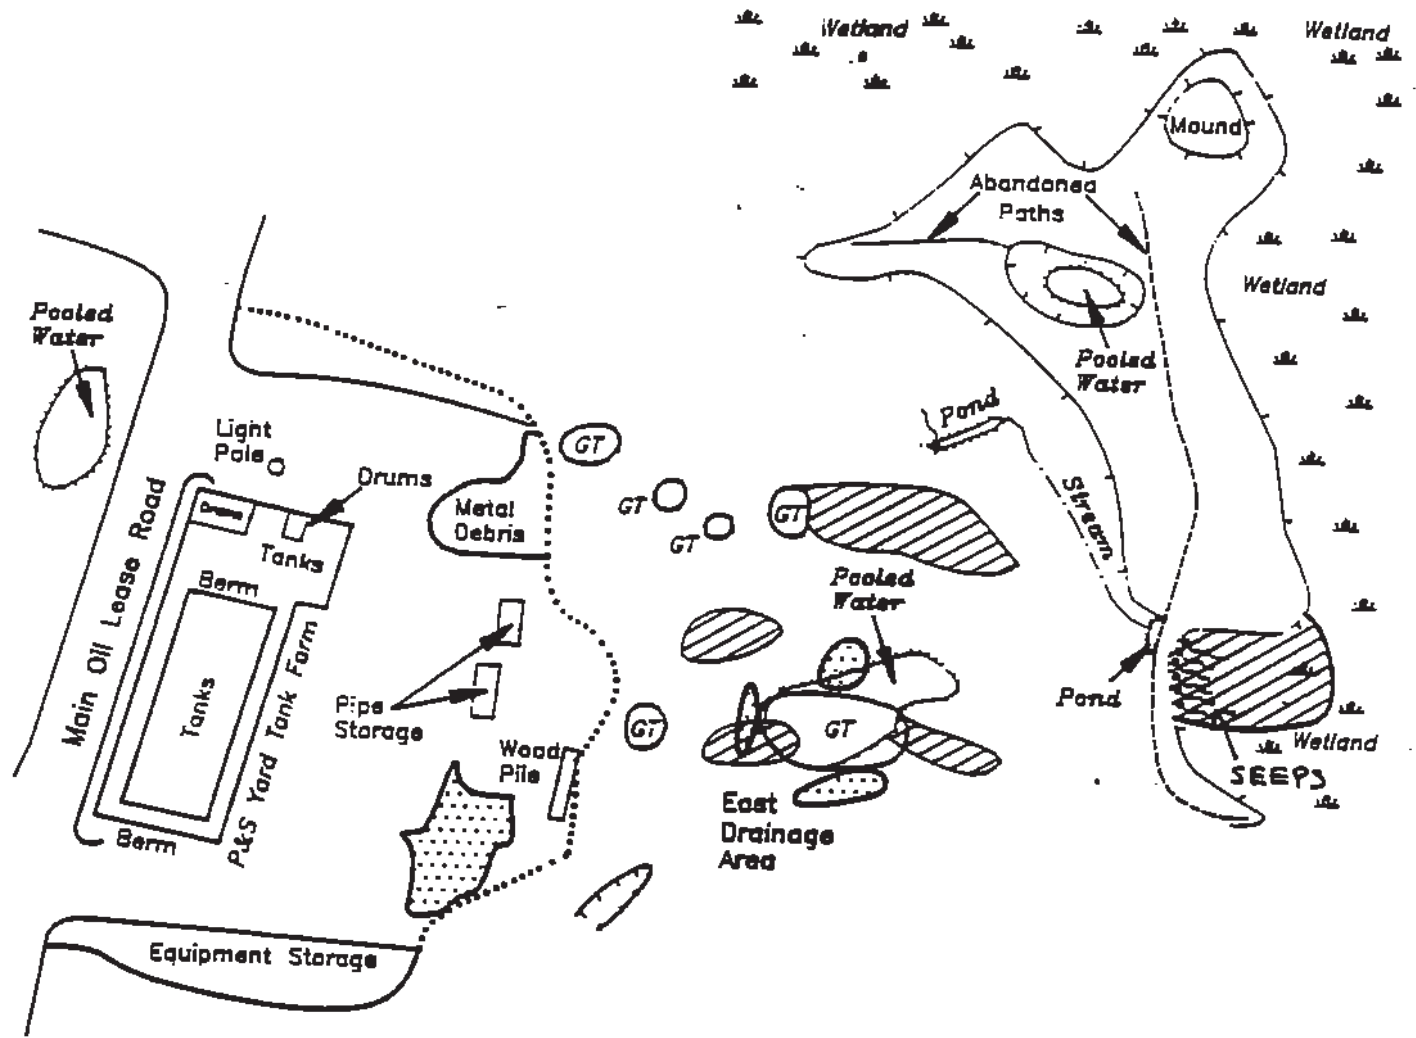 Wetland
Wetland
Mound
Abandoned
Paths
Wetland
Pooled
Water
Pooled
Water
Pond
Light
Pole
Drums
GT
Metal
Debris
GT
GT
GT
Stream
Drums
Tanks
Main Oil Lease Road
Berm
Pooled
Water
Tanks
P&S Yard Tank Farm
Pipe
Storage
GT
GT
Pond
Wetland
Wood
Pile
SEEPS
East
Drainage
Area
Berm
Equipment Storage